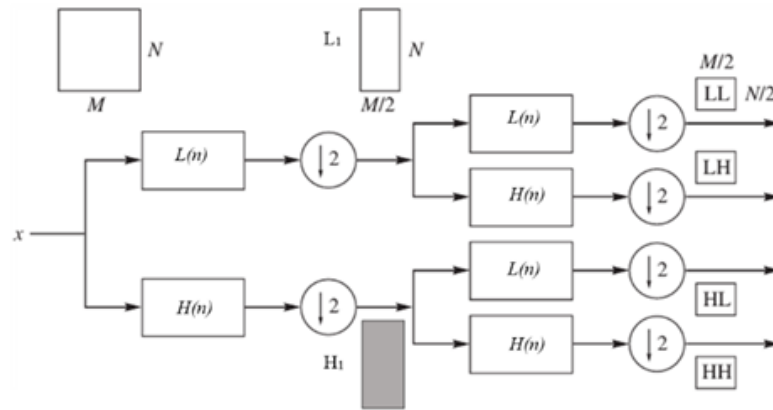 M/2
L₁
N
N
LL
N/2
M
M/2
L(n)
↓2
L(n)
↓2
LH
H(n)
↓2
x
L(n)
↓2
HL
H(n)
↓2
H₁
H(n)
↓2
HH